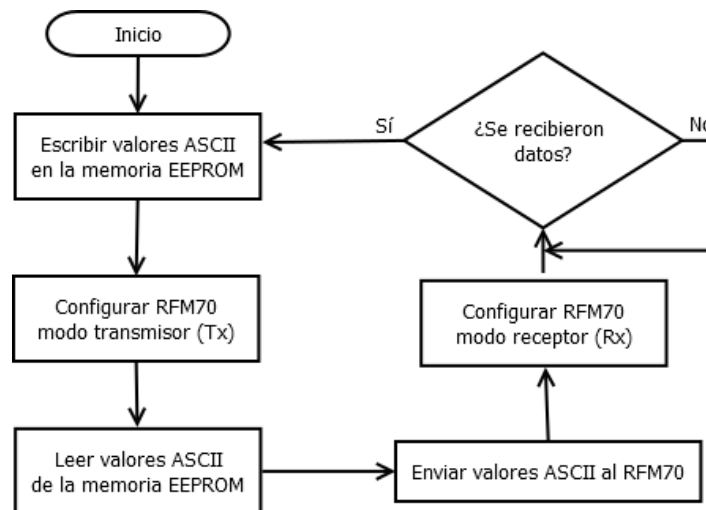 Inicio
Escribir valores ASCII
en la memoria EEPROM
Sí
¿Se recibieron
datos?
No
Configurar RFM70
modo transmisor (Tx)
Configurar RFM70
modo receptor (Rx)
Leer valores ASCII
de la memoria EEPROM
Enviar valores ASCII al RFM70